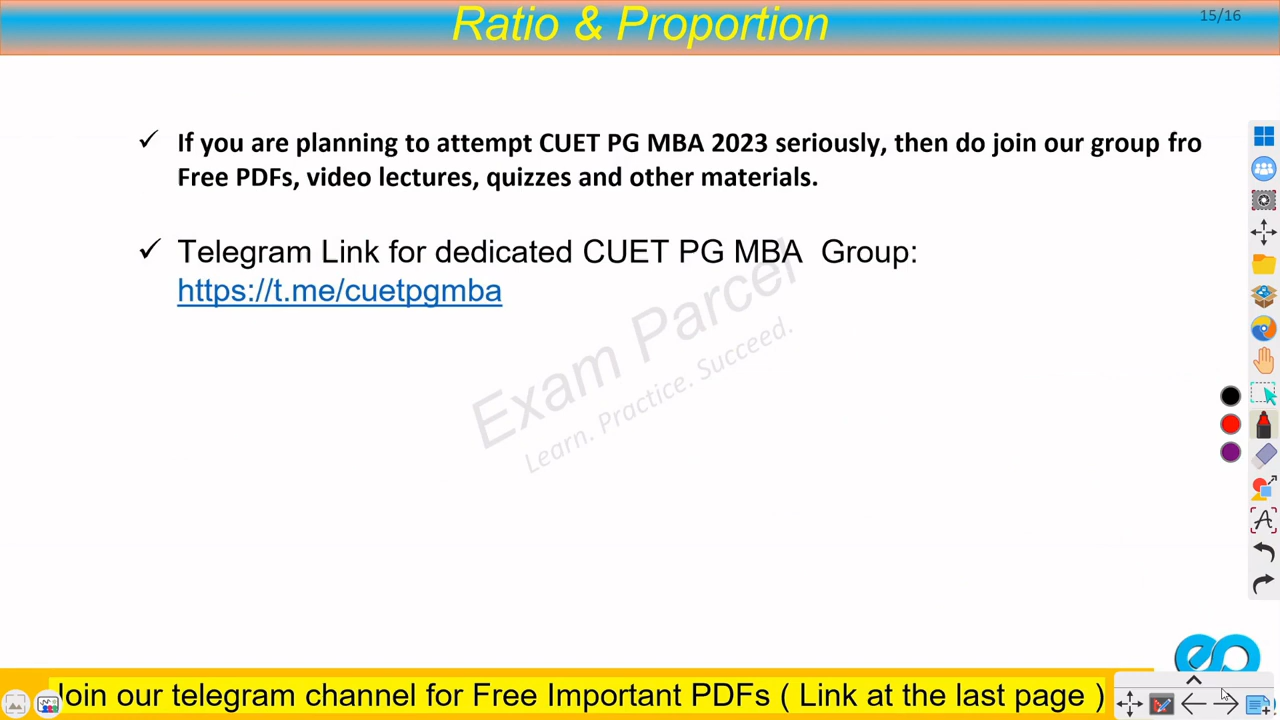 Ratio & Proportion
15/16
✓ If you are planning to attempt CUET PG MBA 2023 seriously, then do join our group fro
Free PDFs, video lectures, quizzes and other materials.
✓ Telegram Link for dedicated CUET PG MBA Group:
https://t.me/cuetpgmba
Exam Parcel
Learn. Practice. Succeed.
Join our telegram channel for Free Important PDFs ( Link at the last page )